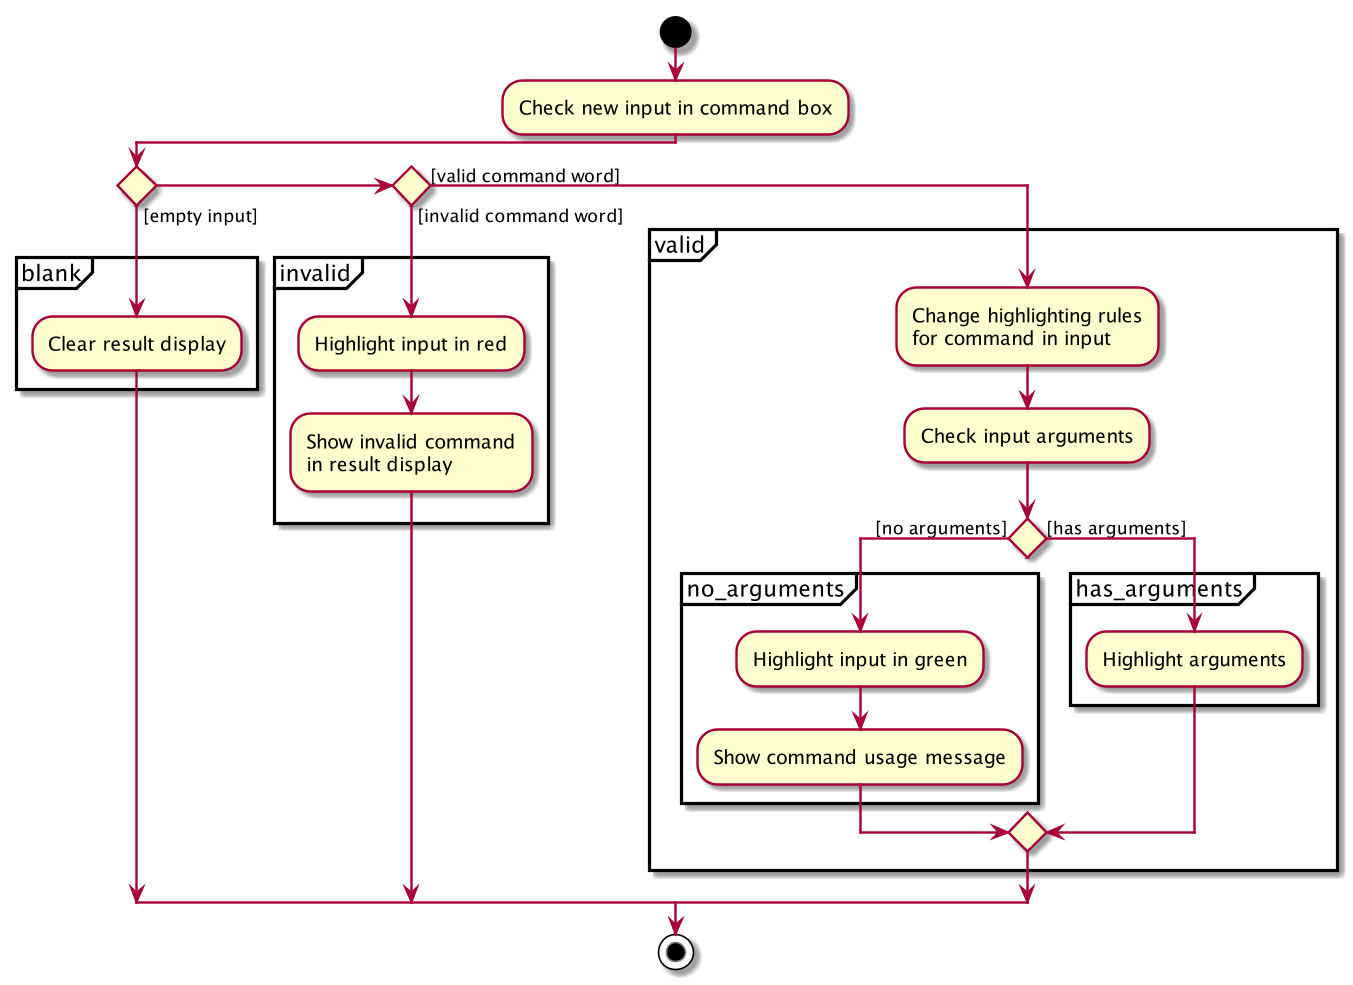 Check new input in command box
[valid command word]
[empty input]
[invalid command word]
valid
blank
invalid
Change highlighting rules
for command in input
Clear result display
Highlight input in red
Show invalid command
in result display
Check input arguments
[no arguments]
[has arguments]
no_arguments
has_arguments
Highlight input in green
Highlight arguments
Show command usage message